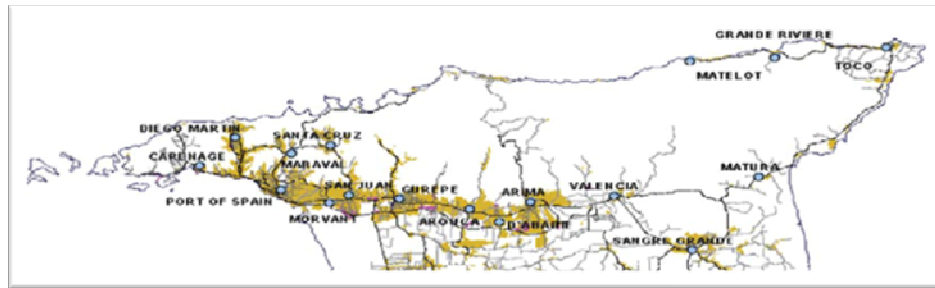 GRANDE RIVIERE
TOCO
MATELOT
DIEGO MARTIN
SANTA CRUZ
CARENAGE
MARAVAL
MATURA
SAN JUAN
CUREPE
ARIMA
VALENCIA
PORT OF SPAIN
MORVANT
AROUCA
D'ABADIE
SANGRE GRANDE